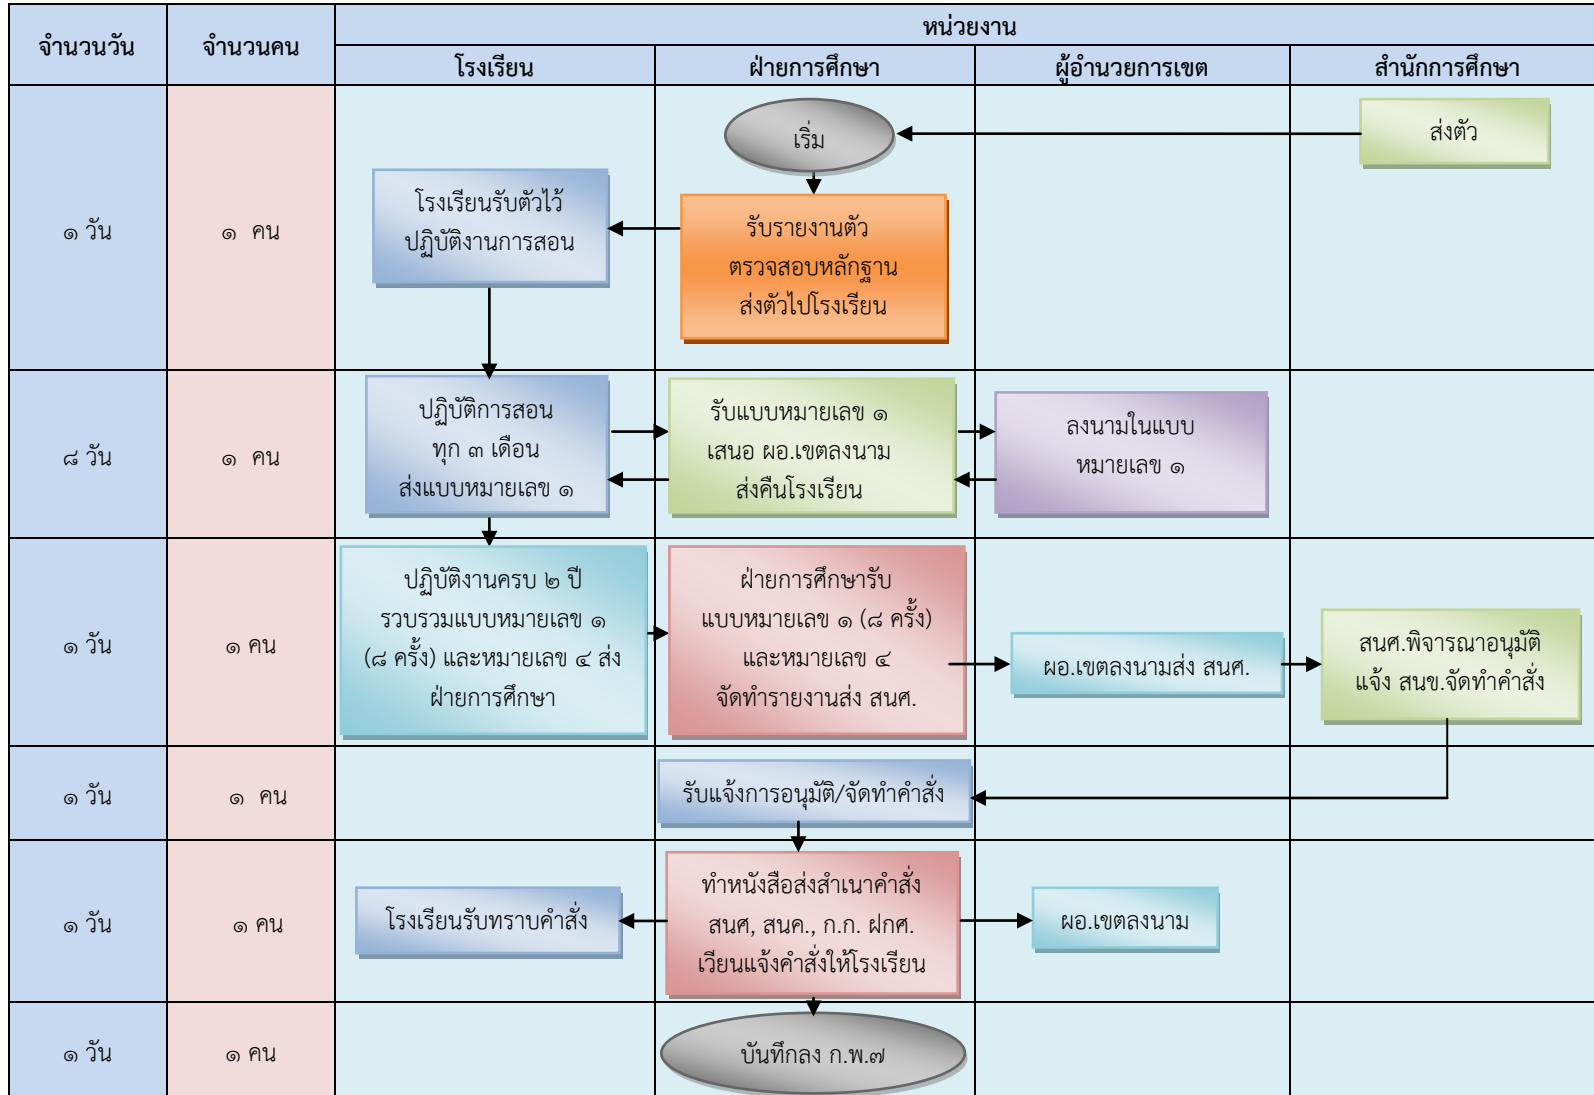 จำนวนวัน
จำนวนคน
หน่วยงาน
โรงเรียน
ฝ่ายการศึกษา
ผู้อำนวยการเขต
สำนักการศึกษา
๑ วัน
๑ คน
เริ่ม
ส่งตัว
โรงเรียนรับตัวไว้
ปฏิบัติงานการสอน
รับรายงานตัว
ตรวจสอบหลักฐาน
ส่งตัวไปโรงเรียน
๘ วัน
๑ คน
ปฏิบัติการสอน
ทุก ๓ เดือน
ส่งแบบหมายเลข ๑
รับแบบหมายเลข ๑
เสนอ ผอ.เขตลงนาม
ส่งคืนโรงเรียน
ลงนามในแบบ
หมายเลข ๑
๑ วัน
๑ คน
ปฏิบัติงานครบ ๒ ปี
รวบรวมแบบหมายเลข ๑
(๘ ครั้ง) และหมายเลข ๔ ส่ง
ฝ่ายการศึกษา
ฝ่ายการศึกษารับ
แบบหมายเลข ๑ (๘ ครั้ง)
และหมายเลข ๔
จัดทำรายงานส่ง สนศ.
ผอ.เขตลงนามส่ง สนศ.
สนศ.พิจารณาอนุมัติ
แจ้ง สนข.จัดทำคำสั่ง
๑ วัน
๑ คน
รับแจ้งการอนุมัติ/จัดทำคำสั่ง
๑ วัน
๑ คน
โรงเรียนรับทราบคำสั่ง
ทำหนังสือส่งสำเนาคำสั่ง
สนศ, สนค., ก.ก. ฝกศ.
เวียนแจ้งคำสั่งให้โรงเรียน
ผอ.เขตลงนาม
๑ วัน
๑ คน
บันทึกลง ก.พ.๗